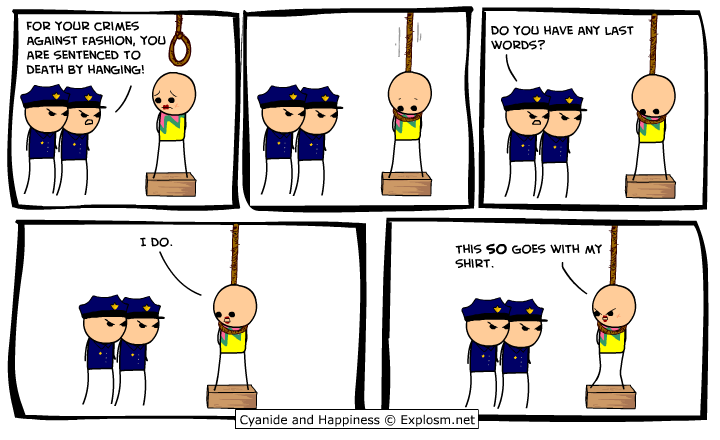 FOR YOUR CRIMES
AGAINST FASHION, YOU
ARE SENTENCED TO
DEATH BY HANGING!
DO YOU HAVE ANY LAST
WORDS?
I DO.
THIS SO GOES WITH MY
SHIRT.
Cyanide and Happiness © Explosm.net